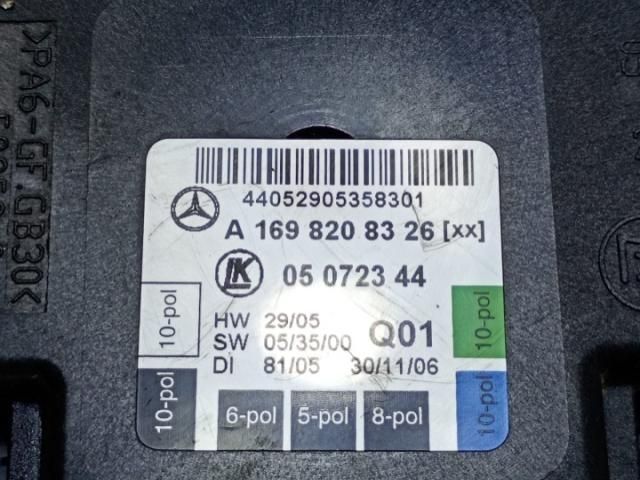 >PA6-GF.GB30<
44052905358301
A 169 820 83 26 [xx]
LK 05 0723 44
HW 29/05
SW 05/35/00 Q01
DI 81/05 30/11/06
10-pol
10-pol
10-pol
10-pol
6-pol 5-pol 8-pol